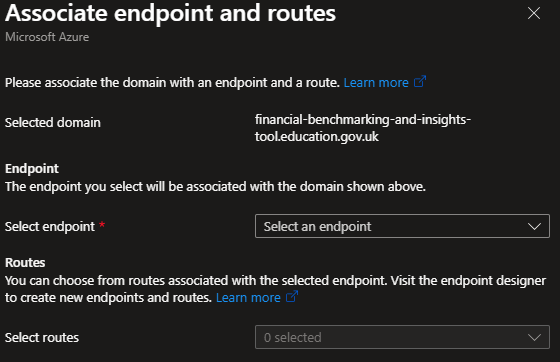 Associate endpoint and routes
Microsoft Azure
Please associate the domain with an endpoint and a route. Learn more
Selected domain
financial-benchmarking-and-insights-
tool.education.gov.uk
Endpoint
The endpoint you select will be associated with the domain shown above.
Select endpoint *
Select an endpoint
Routes
You can choose from routes associated with the selected endpoint. Visit the endpoint designer
to create new endpoints and routes. Learn more
Select routes
0 selected